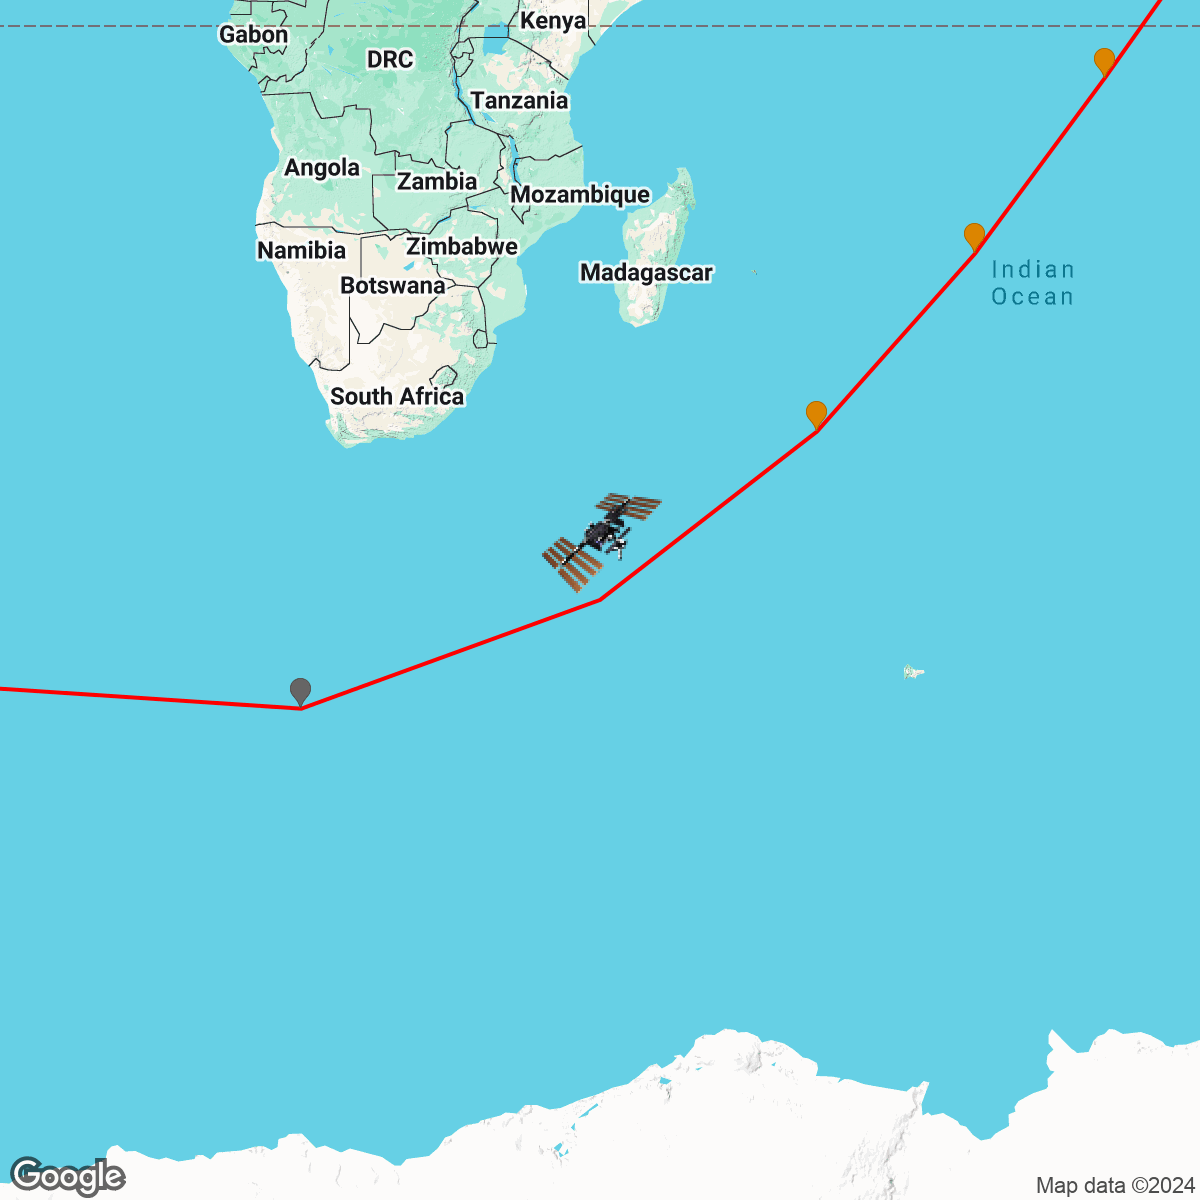 Kenya
Gabon
DRC
Tanzania
Angola
Zambia
Mozambique
Zimbabwe
Namibia
Madagascar
Botswana
Indian
Ocean
South Africa
Google
Map data ©2024